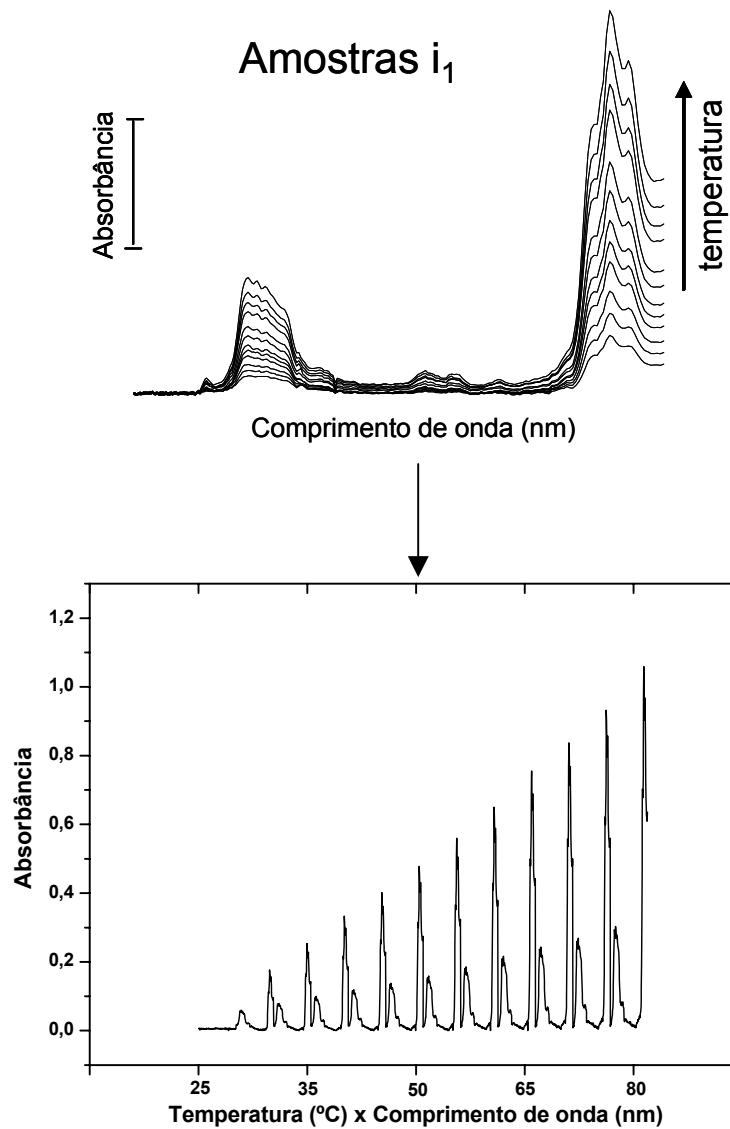 Amostras i₁
Absorbância
temperatura
Comprimento de onda (nm)
1,2
1,0
0,8
0,6
0,4
0,2
0,0
Absorbância
25 35 50 65 80
Temperatura (ºC) x Comprimento de onda (nm)